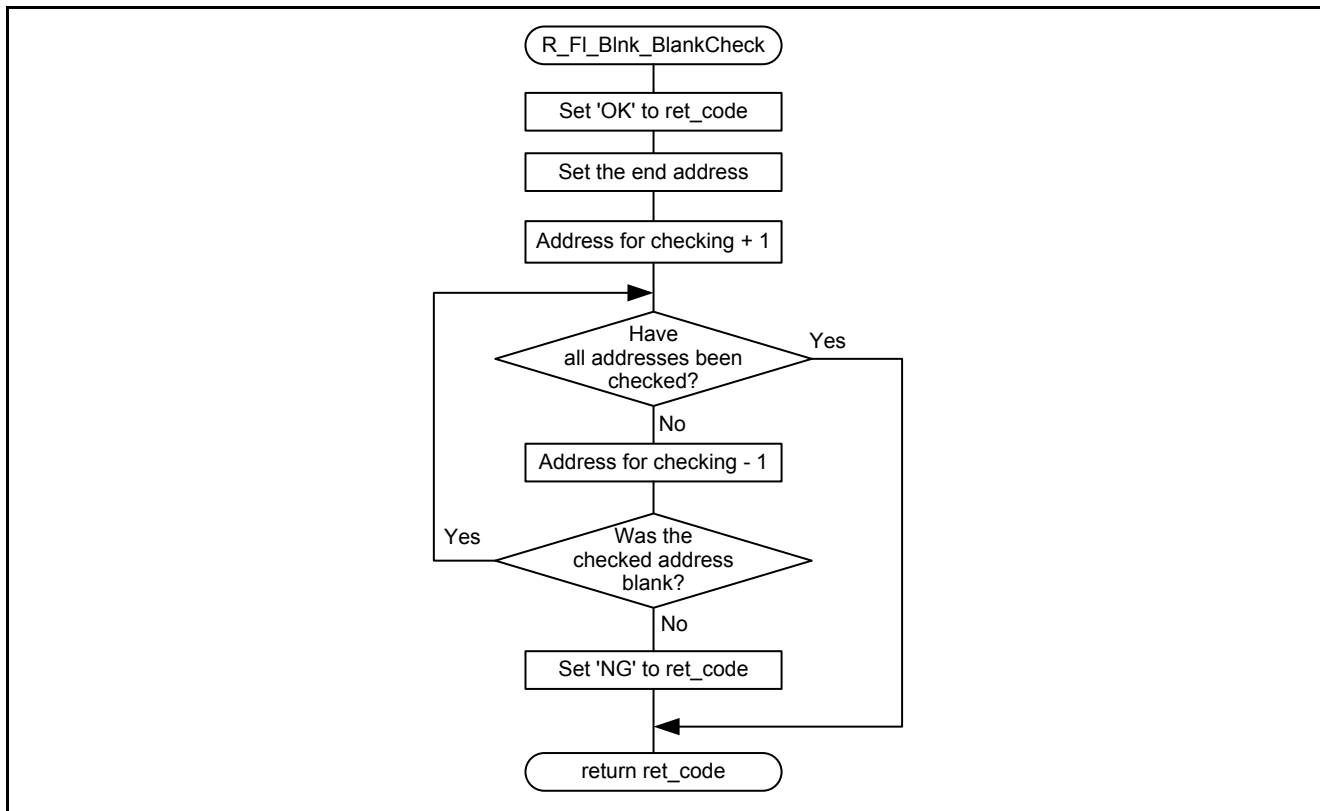 R_Fl_Blnk_BlankCheck
Set 'OK' to ret_code
Set the end address
Address for checking + 1
Have
all addresses been
checked?
Yes
No
Address for checking - 1
Was the
checked address
blank?
Yes
No
Set 'NG' to ret_code
return ret_code